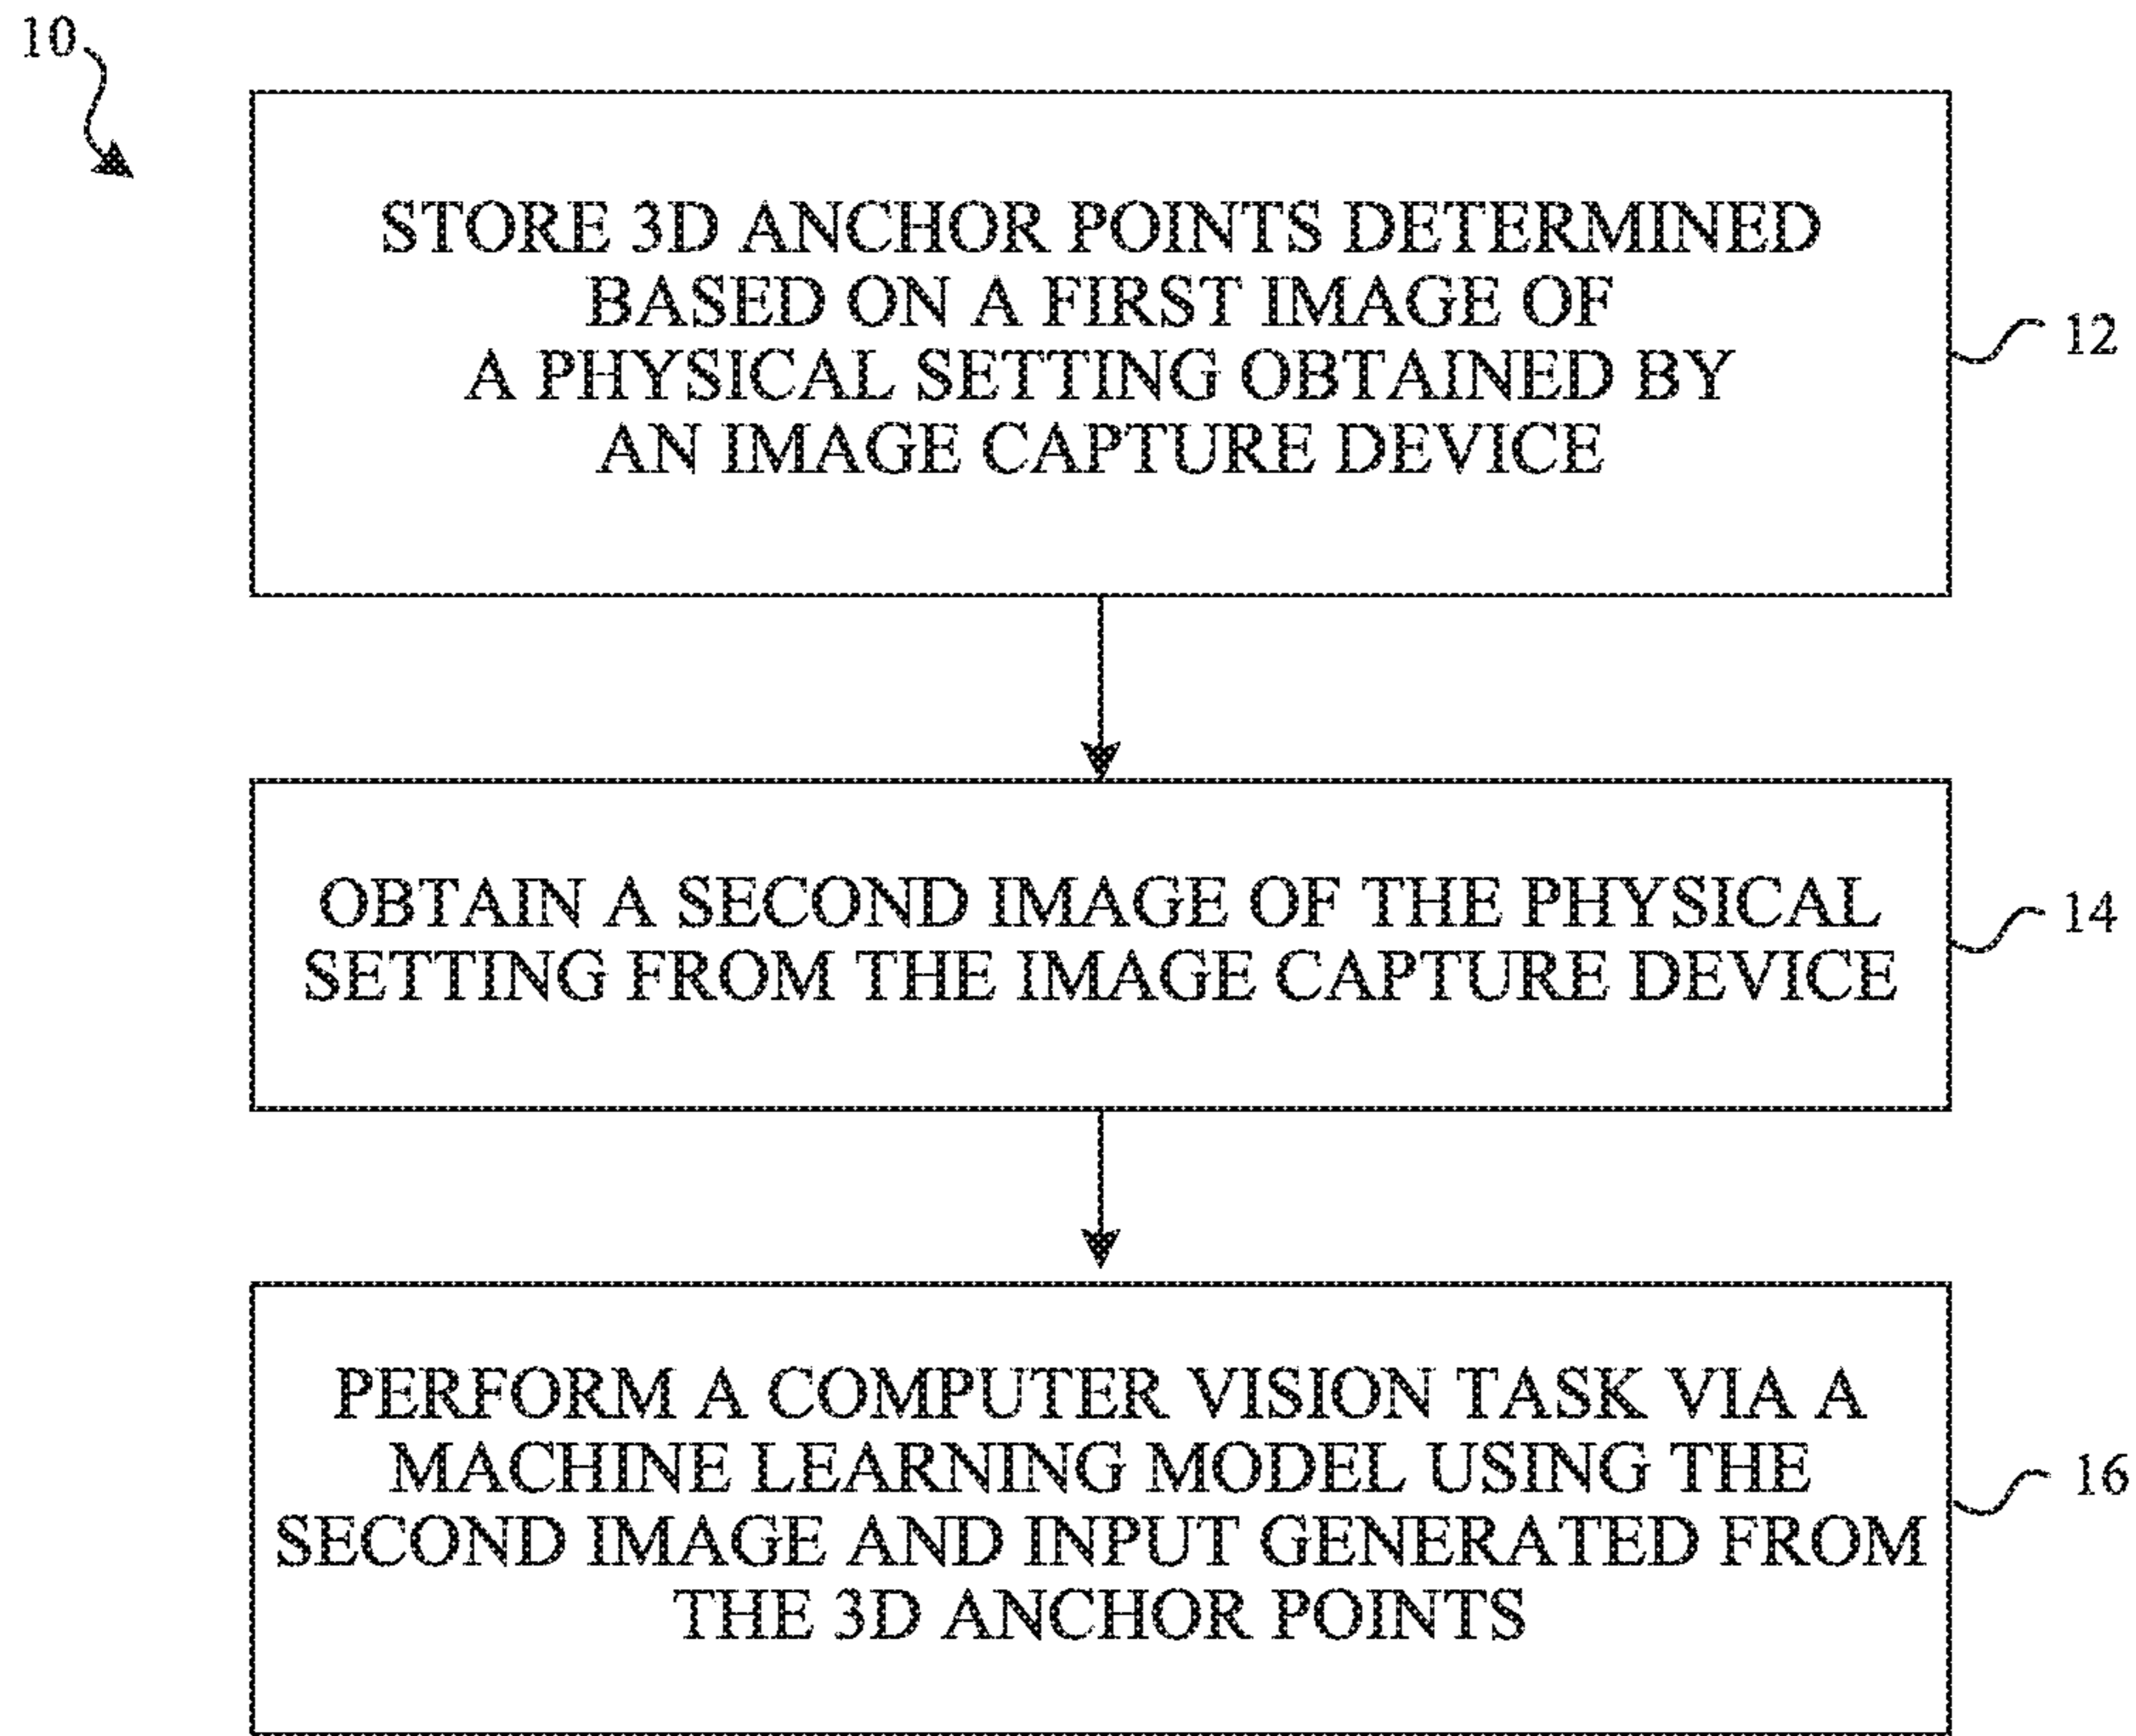 10
STORE 3D ANCHOR POINTS DETERMINED
BASED ON A FIRST IMAGE OF
A PHYSICAL SETTING OBTAINED BY
AN IMAGE CAPTURE DEVICE
12
OBTAIN A SECOND IMAGE OF THE PHYSICAL
SETTING FROM THE IMAGE CAPTURE DEVICE
14
PERFORM A COMPUTER VISION TASK VIA A
MACHINE LEARNING MODEL USING THE
SECOND IMAGE AND INPUT GENERATED FROM
THE 3D ANCHOR POINTS
16